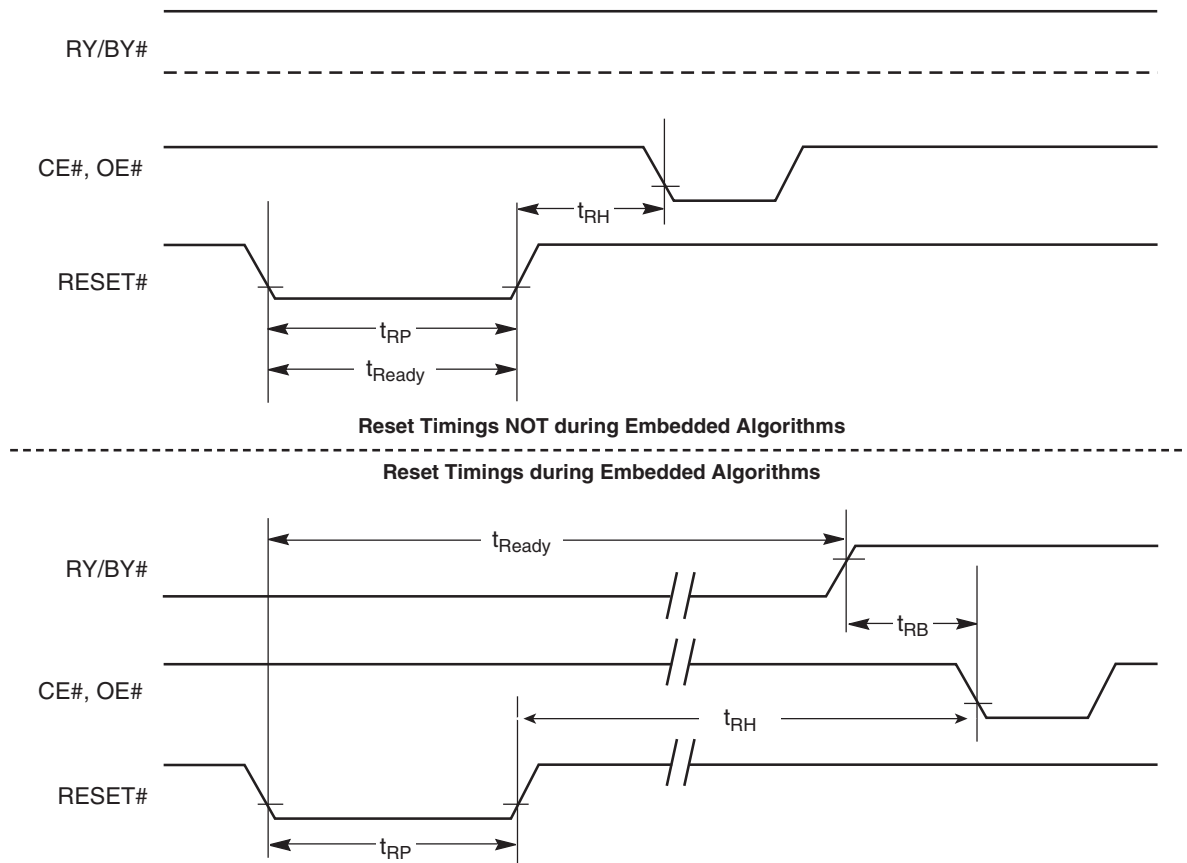 RY/BY#
CE#, OE#
tRH
RESET#
tRP
tReady
Reset Timings NOT during Embedded Algorithms
Reset Timings during Embedded Algorithms
tReady
RY/BY#
tRB
CE#, OE#
tRH
RESET#
tRP